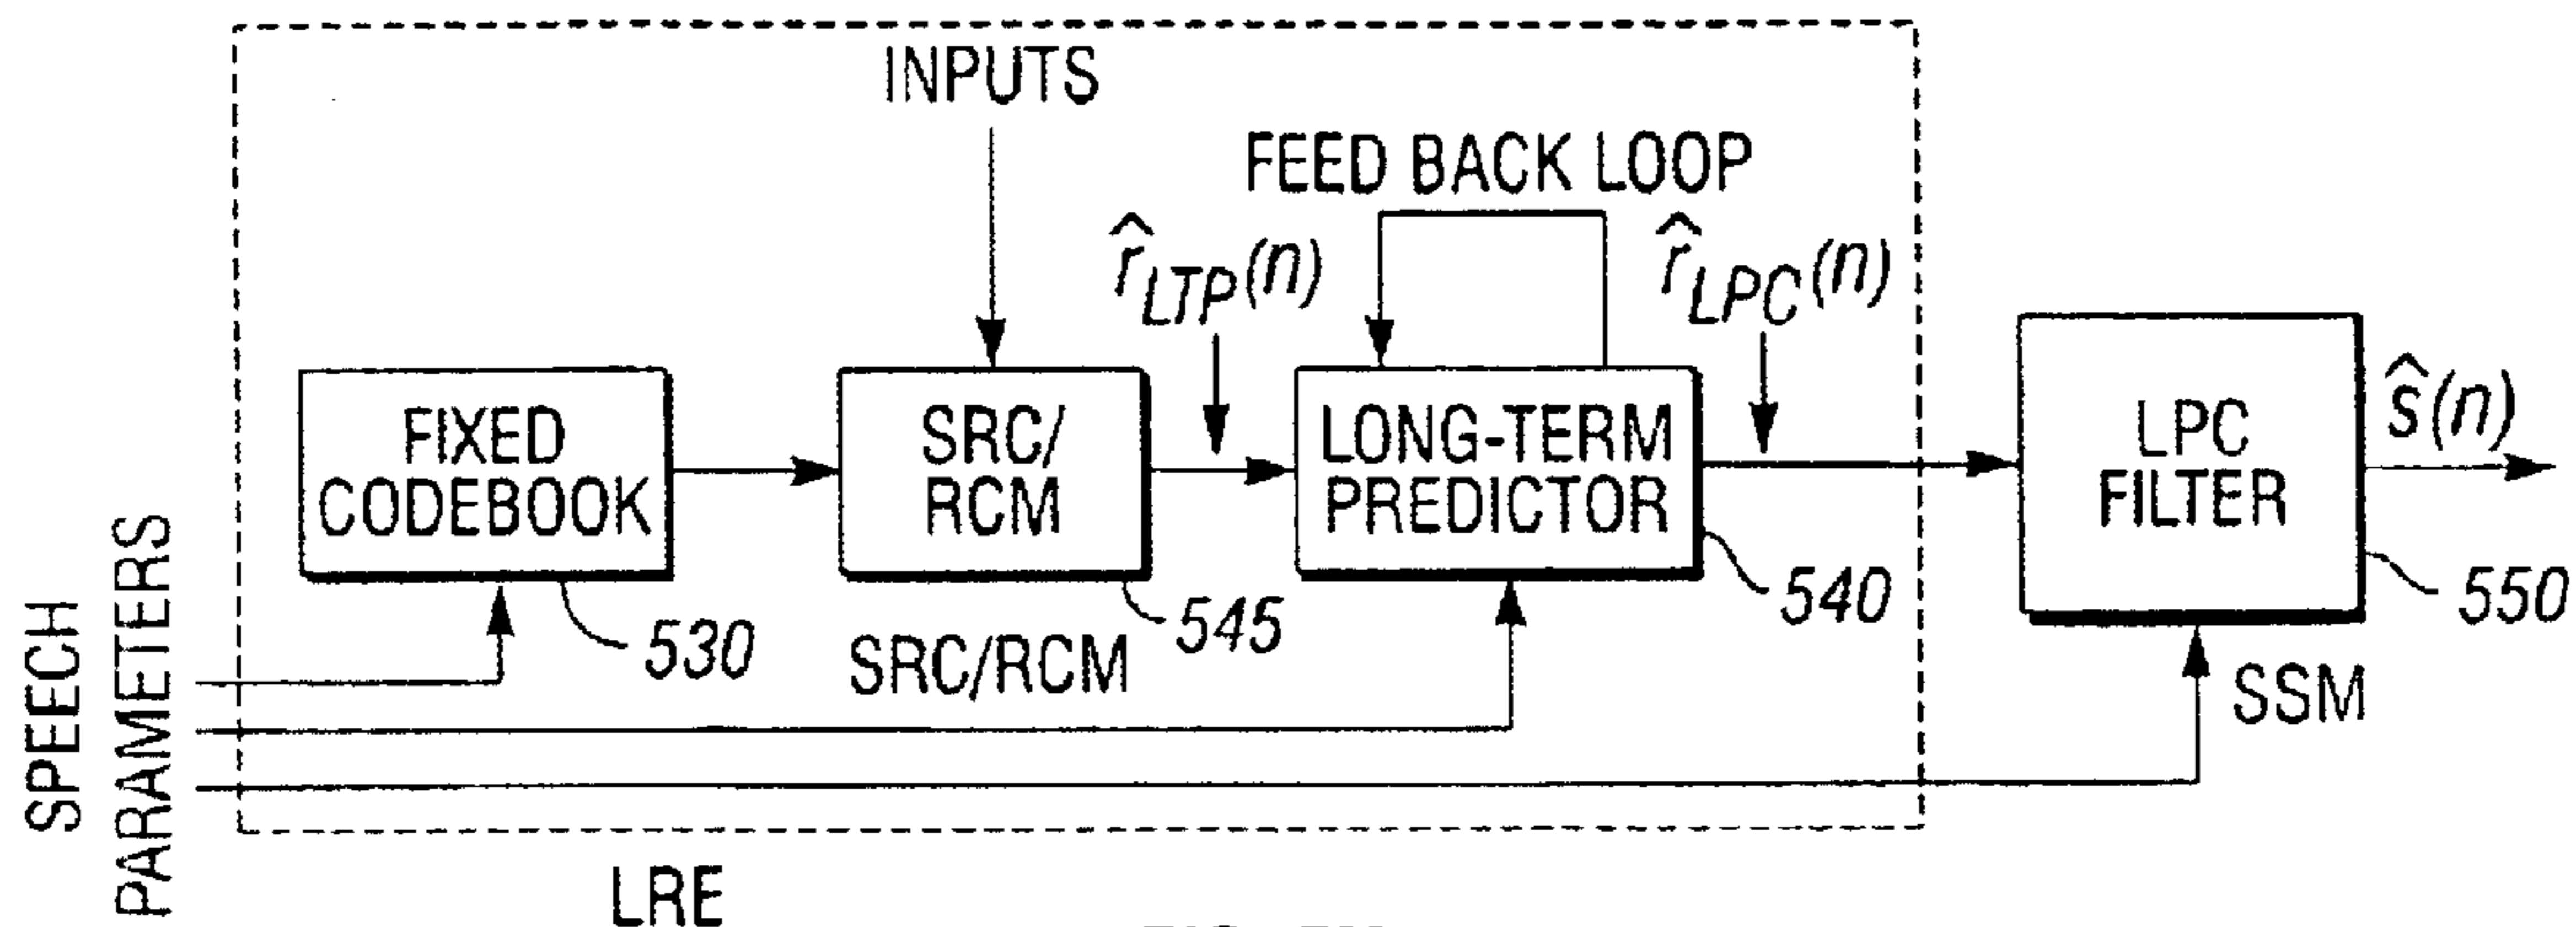 INPUTS
FEED BACK LOOP
r̂LTP(n)
r̂LPC(n)
FIXED
CODEBOOK
SRC/
RCM
LONG-TERM
PREDICTOR
LPC
FILTER
ŝ(n)
530
545
540
550
SRC/RCM
SSM
SPEECH
PARAMETERS
LRE